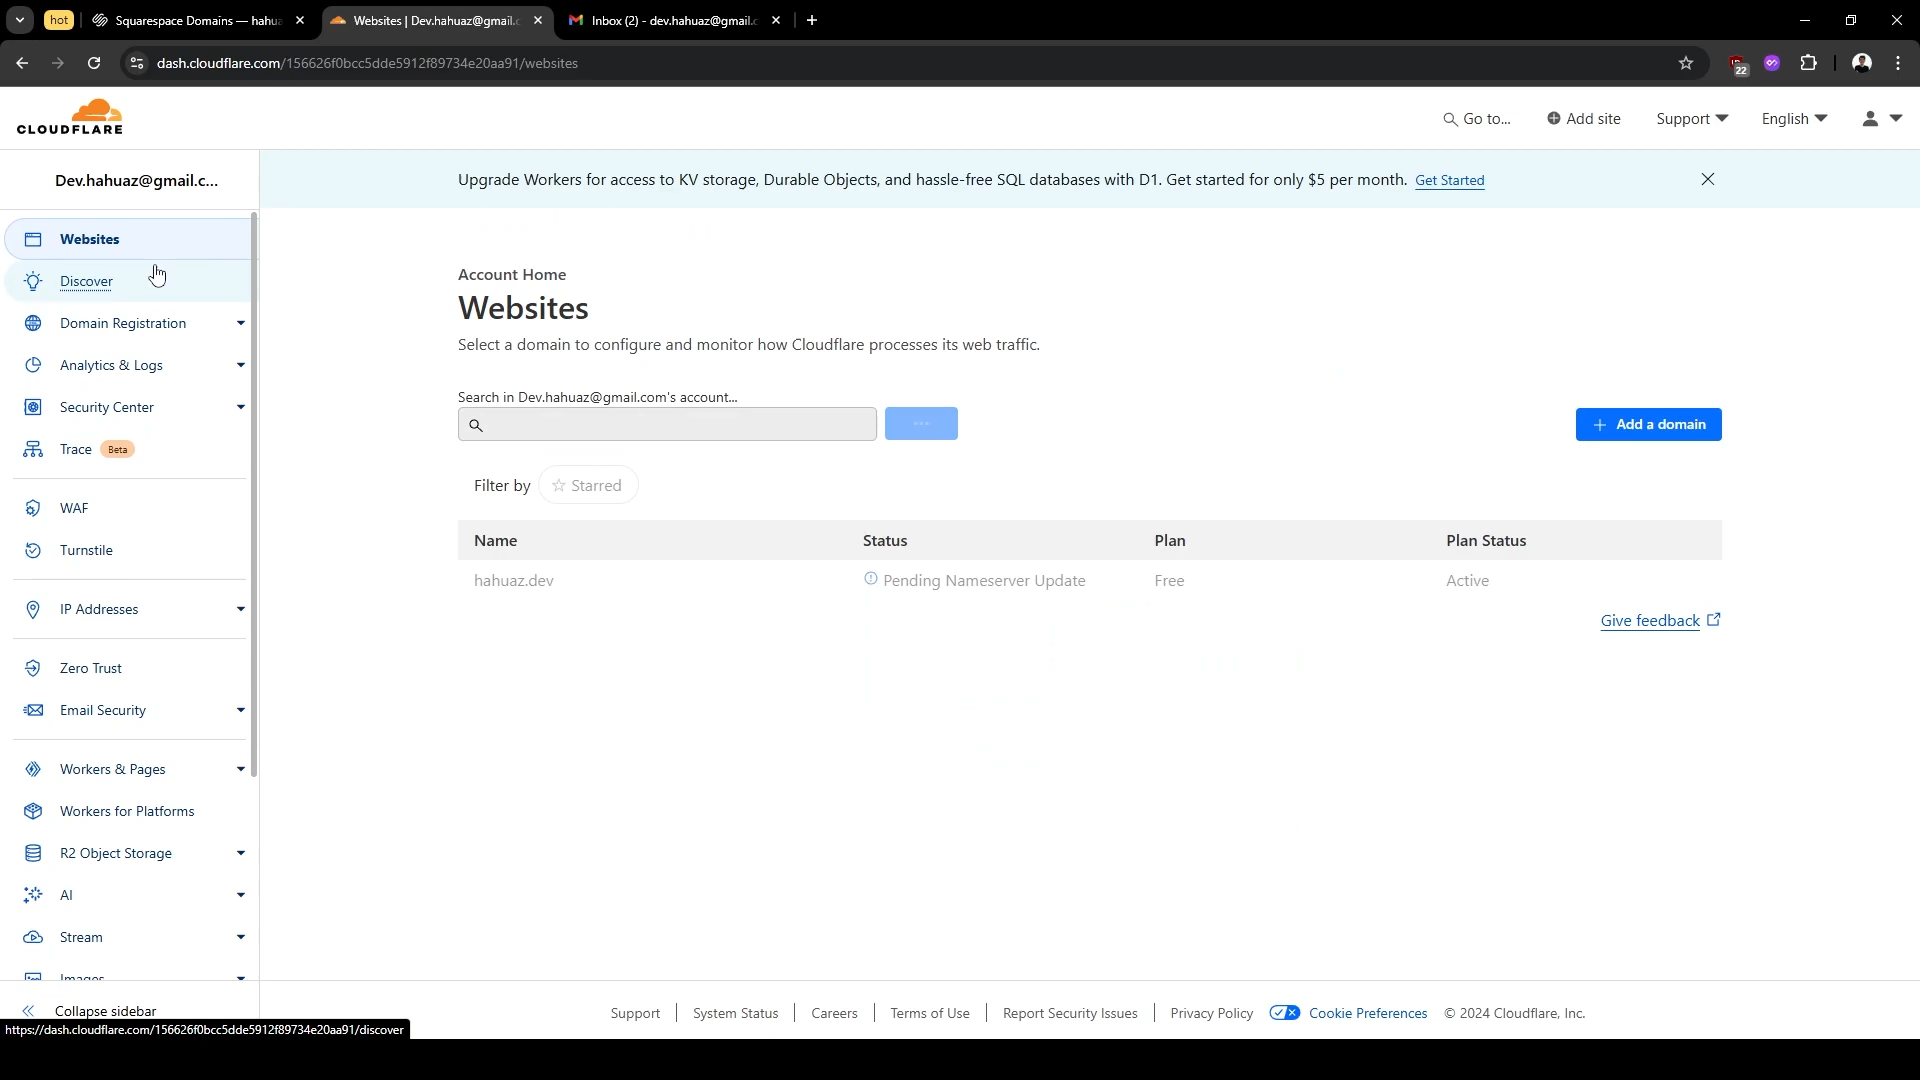 hot
Squarespace Domains — hahua
Websites | Dev.hahuaz@gmail.c
Inbox (2) - dev.hahuaz@gmail.c
dash.cloudflare.com/156626f0bcc5dde5912f89734e20aa91/websites
22
CLOUDFLARE
Go to...
Add site
Support
English
Dev.hahuaz@gmail.c...
Upgrade Workers for access to KV storage, Durable Objects, and hassle-free SQL databases with D1. Get started for only $5 per month. Get Started
Websites
Discover
Domain Registration
Analytics & Logs
Security Center
Trace Beta
WAF
Turnstile
IP Addresses
Zero Trust
Email Security
Workers & Pages
Workers for Platforms
R2 Object Storage
AI
Stream
Images
Collapse sidebar
https://dash.cloudflare.com/156626f0bcc5dde5912f89734e20aa91/discover
Account Home
Websites
Select a domain to configure and monitor how Cloudflare processes its web traffic.
Search in Dev.hahuaz@gmail.com's account...
Add a domain
Filter by Starred
Name Status Plan Plan Status
hahuaz.dev Pending Nameserver Update Free Active
Give feedback
Support System Status Careers Terms of Use Report Security Issues Privacy Policy Cookie Preferences © 2024 Cloudflare, Inc.